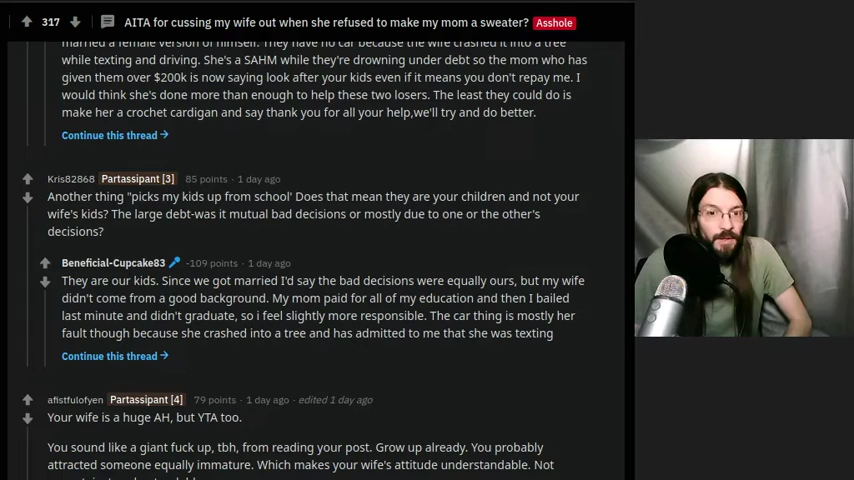 317 AITA for cussing my wife out when she refused to make my mom a sweater? Asshole
married a female version of himself. They have no car because the wife crashed it into a tree
while texting and driving. She's a SAHM while they're drowning under debt so the mom who has
given them over $200k is now saying look after your kids even if it means you don't repay me. I
would think she's done more than enough to help these two losers. The least they could do is
make her a crochet cardigan and say thank you for all your help,we'll try and do better.
Continue this thread
Kris82868 Partassipant [3] 85 points · 1 day ago
Another thing "picks my kids up from school' Does that mean they are your children and not your
wife's kids? The large debt-was it mutual bad decisions or mostly due to one or the other's
decisions?
Beneficial-Cupcake83 -109 points · 1 day ago
They are our kids. Since we got married I'd say the bad decisions were equally ours, but my wife
didn't come from a good background. My mom paid for all of my education and then I bailed
last minute and didn't graduate, so i feel slightly more responsible. The car thing is mostly her
fault though because she crashed into a tree and has admitted to me that she was texting
Continue this thread
afistfulofyen Partassipant [4] 79 points · 1 day ago · edited 1 day ago
Your wife is a huge AH, but YTA too.
You sound like a giant fuck up, tbh, from reading your post. Grow up already. You probably
attracted someone equally immature. Which makes your wife's attitude understandable. Not